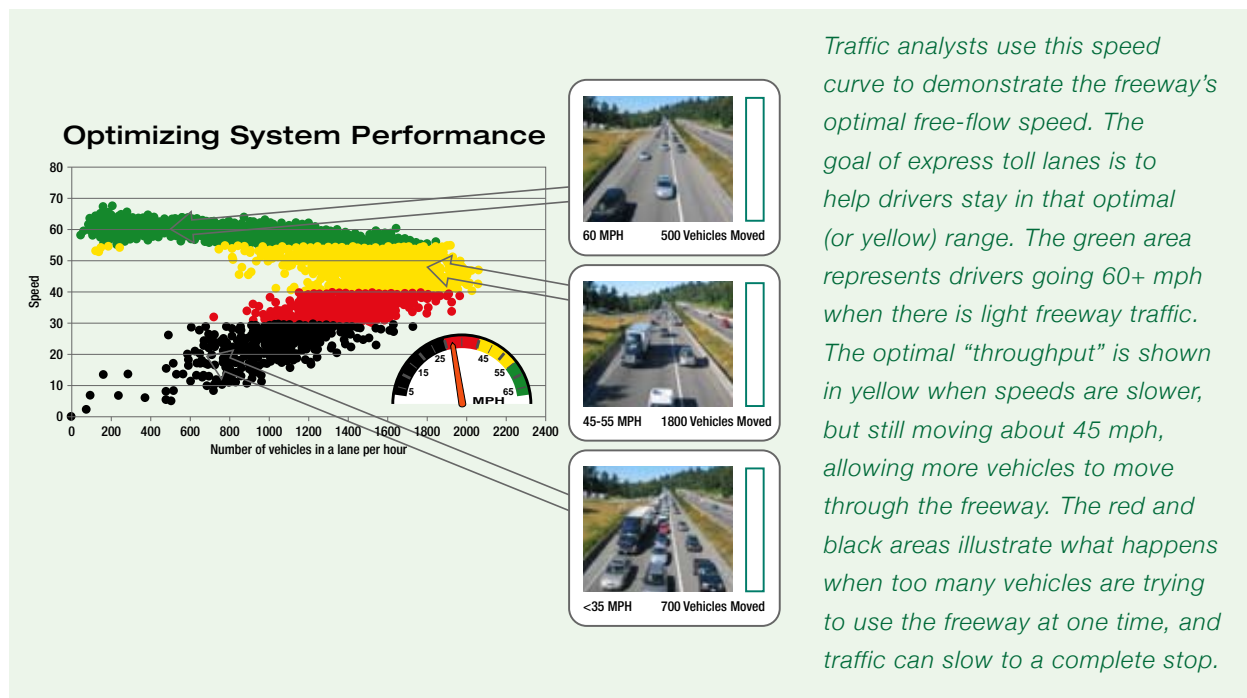 Optimizing System Performance
80
70
60
50
40
30
20
10
0
Speed
0 200 400 600 800 1000 1200 1400 1600 1800 2000 2200 2400
Number of vehicles in a lane per hour
5
15
25
45
55
65
MPH
60 MPH 500 Vehicles Moved
45-55 MPH 1800 Vehicles Moved
<35 MPH 700 Vehicles Moved
Traffic analysts use this speed
curve to demonstrate the freeway’s
optimal free-flow speed. The
goal of express toll lanes is to
help drivers stay in that optimal
(or yellow) range. The green area
represents drivers going 60+ mph
when there is light freeway traffic.
The optimal “throughput” is shown
in yellow when speeds are slower,
but still moving about 45 mph,
allowing more vehicles to move
through the freeway. The red and
black areas illustrate what happens
when too many vehicles are trying
to use the freeway at one time, and
traffic can slow to a complete stop.